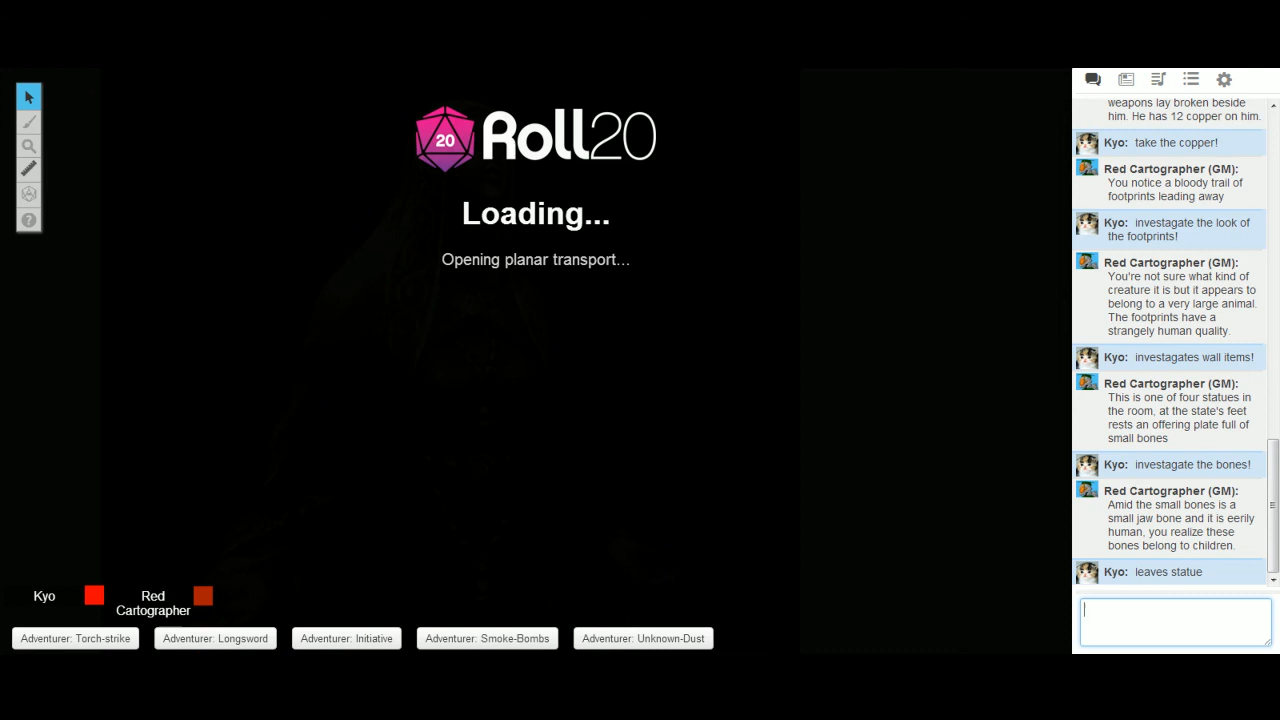 20 Roll20
Loading...
Opening planar transport...
Kyo
Red
Cartographer
Adventurer: Torch-strike
Adventurer: Longsword
Adventurer: Initiative
Adventurer: Smoke-Bombs
Adventurer: Unknown-Dust
weapons lay broken beside
him. He has 12 copper on him.
Kyo: take the copper!
Red Cartographer (GM):
You notice a bloody trail of
footprints leading away
Kyo: investagate the look of
the footprints!
Red Cartographer (GM):
You're not sure what kind of
creature it is but it appears to
belong to a very large animal.
The footprints have a
strangely human quality.
Kyo: investagates wall items!
Red Cartographer (GM):
This is one of four statues in
the room, at the state's feet
rests an offering plate full of
small bones
Kyo: investagate the bones!
Red Cartographer (GM):
Amid the small bones is a
small jaw bone and it is eerily
human, you realize these
bones belong to children.
Kyo: leaves statue